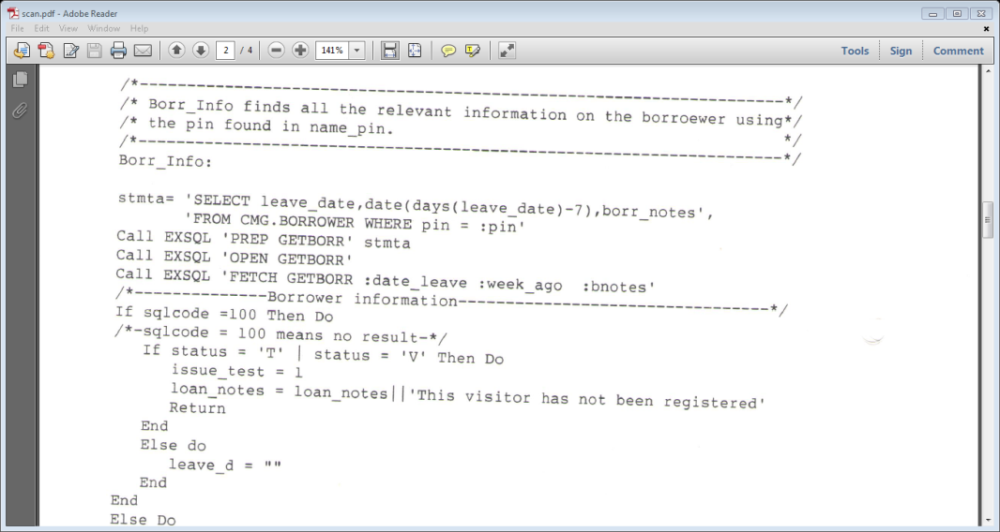 scan.pdf - Adobe Reader
File Edit View Window Help
2 / 4 141% Tools Sign Comment
/*--------------------------------------------------------------------------*/
/* Borr_Info finds all the relevant information on the borroewer using*/
/* the pin found in name_pin. */
/*--------------------------------------------------------------------------*/
Borr_Info:
stmta= 'SELECT leave_date,date(days(leave_date)-7),borr_notes',
'FROM CMG.BORROWER WHERE pin = :pin'
Call EXSQL 'PREP GETBORR' stmta
Call EXSQL 'OPEN GETBORR'
Call EXSQL 'FETCH GETBORR :date_leave :week_ago :bnotes'
/*--------------Borrower information---------------------------------*/
If sqlcode =100 Then Do
/*-sqlcode = 100 means no result-*/
If status = 'T' | status = 'V' Then Do
issue_test = 1
loan_notes = loan_notes||'This visitor has not been registered'
Return
End
Else do
leave_d = ""
End
End
Else Do